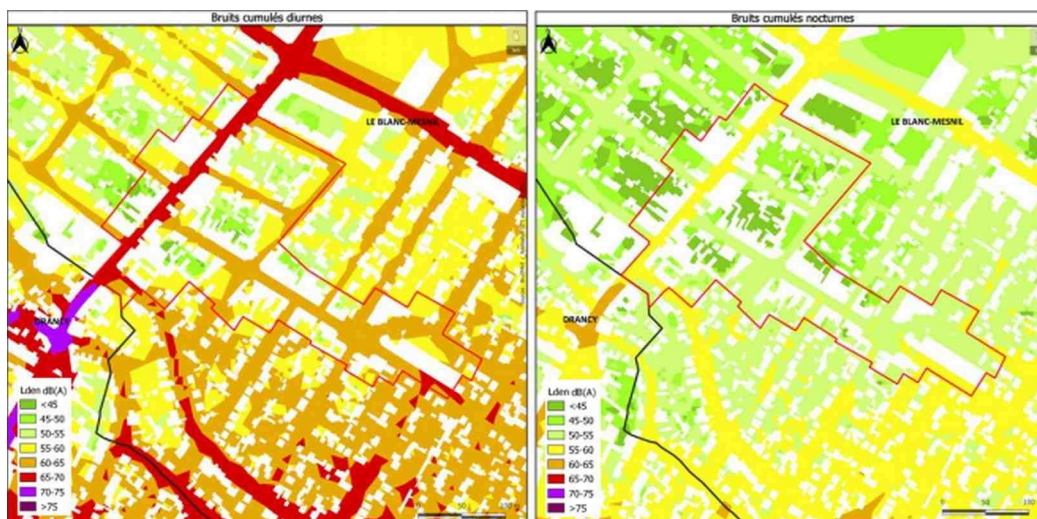 Bruits cumulés diurnes
LE BLANC-MESNIL
DRANCY
Lden dB(A)
<45
45-50
50-55
55-60
60-65
65-70
70-75
>75
50
Bruits cumulés nocturnes
LE BLANC-MESNIL
DRANCY
Lden dB(A)
<45
45-50
50-55
55-60
60-65
65-70
70-75
>75
50